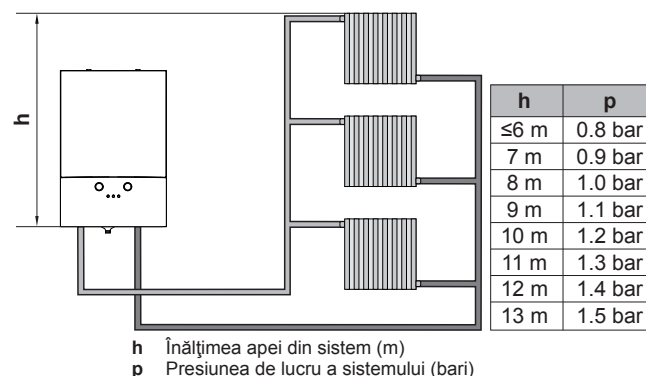 h
h p
≤6 m 0.8 bar
7 m 0.9 bar
8 m 1.0 bar
9 m 1.1 bar
10 m 1.2 bar
11 m 1.3 bar
12 m 1.4 bar
13 m 1.5 bar
h Înălţimea apei din sistem (m)
p Presiunea de lucru a sistemului (bari)